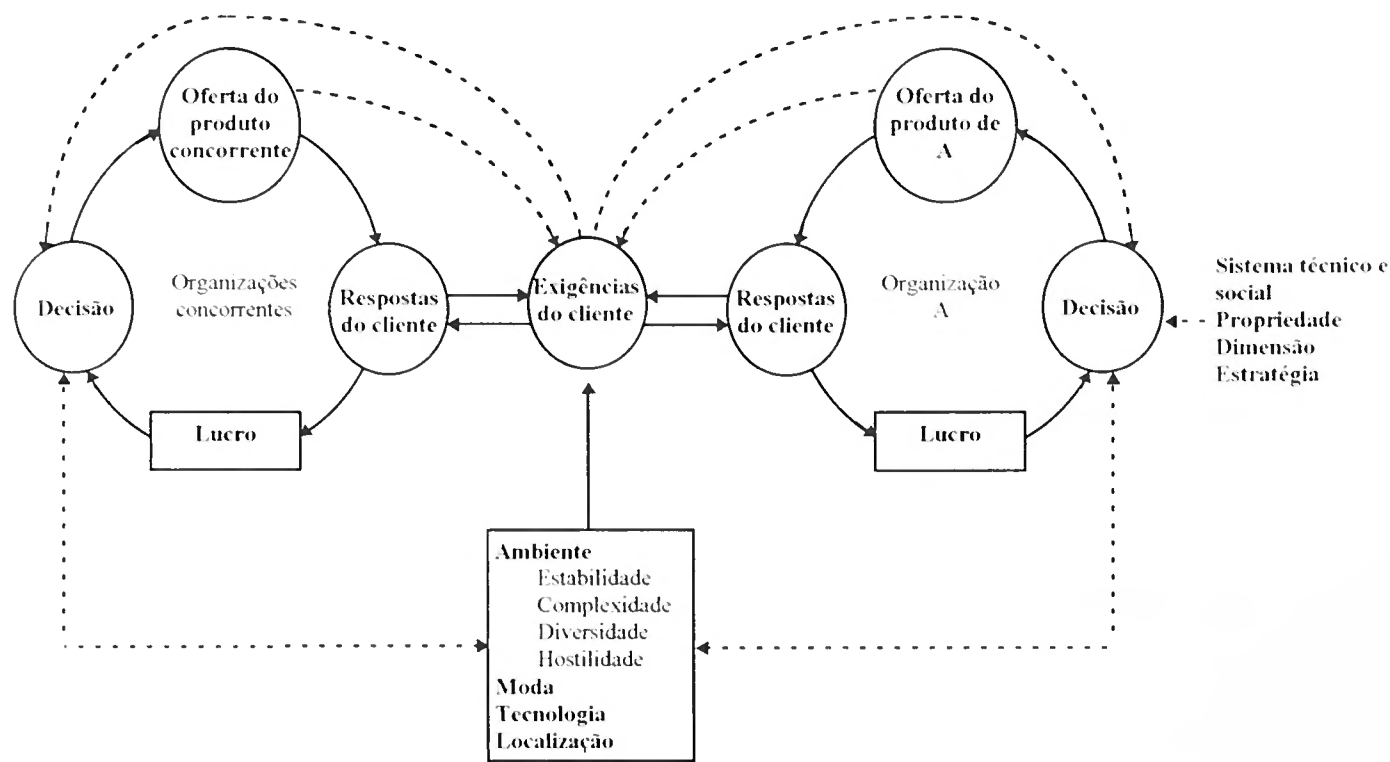 Oferta do
produto
concorrente
Oferta do
produto de
A
Decisão
Organizações
concorrentes
Respostas
do cliente
Exigências
do cliente
Respostas
do cliente
Organização
A
Decisão
Sistema técnico e
social
Propriedade
Dimensão
Estratégia
Lucro
Lucro
Ambiente
Estabilidade
Complexidade
Diversidade
Hostilidade
Moda
Tecnologia
Localização